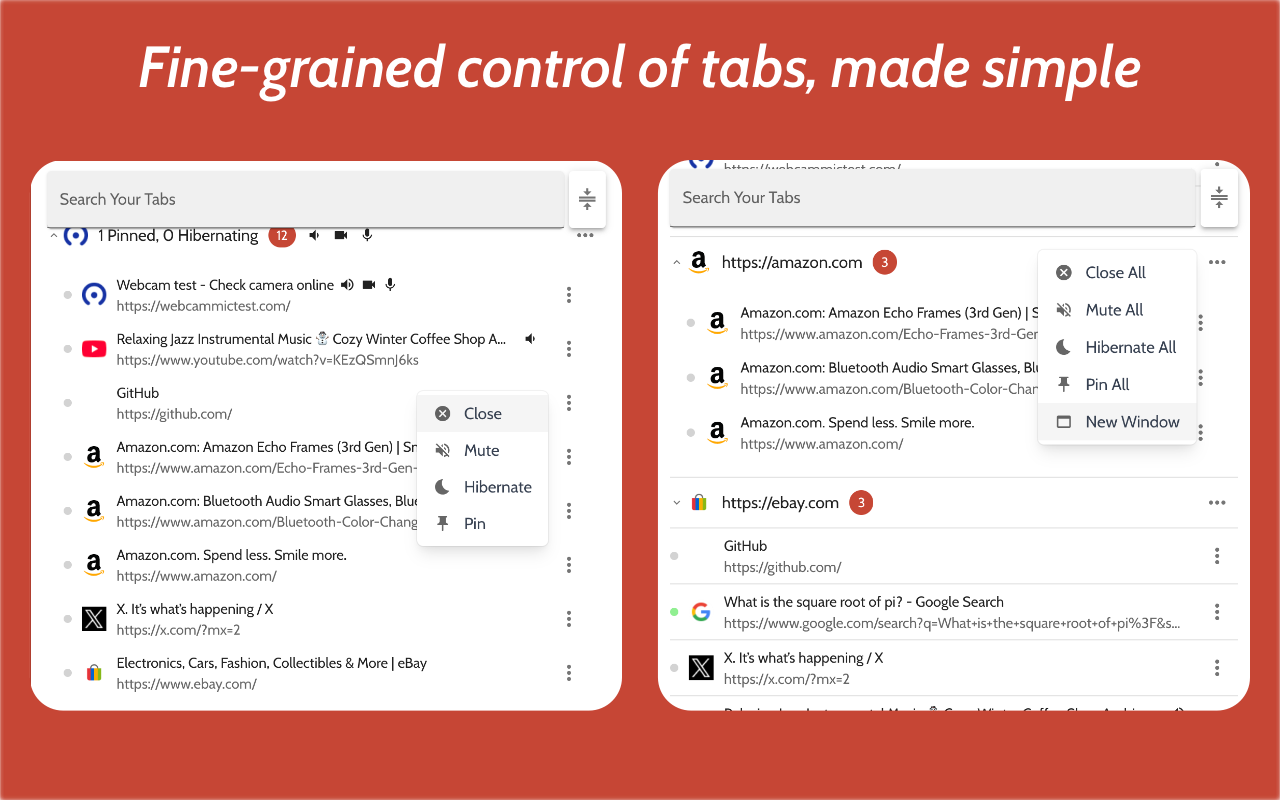 Fine-grained control of tabs, made simple
Search Your Tabs
1 Pinned, 0 Hibernating 12
Webcam test - Check camera online
https://webcammictest.com/
Relaxing Jazz Instrumental Music ☃️ Cozy Winter Coffee Shop A...
https://www.youtube.com/watch?v=KEzQSmnJ6ks
GitHub
https://github.com/
Amazon.com: Amazon Echo Frames (3rd Gen) | Sn
https://www.amazon.com/Echo-Frames-3rd-Gen-
Amazon.com: Bluetooth Audio Smart Glasses, Blue
https://www.amazon.com/Bluetooth-Color-Chang
Amazon.com. Spend less. Smile more.
https://www.amazon.com/
X. It's what's happening / X
https://x.com/?mx=2
Electronics, Cars, Fashion, Collectibles & More | eBay
https://www.ebay.com/
Close
Mute
Hibernate
Pin
https://webcammictest.com/
Search Your Tabs
https://amazon.com 3
Amazon.com: Amazon Echo Frames (3rd Gen) | S
https://www.amazon.com/Echo-Frames-3rd-Ger
Amazon.com: Bluetooth Audio Smart Glasses, Bl
https://www.amazon.com/Bluetooth-Color-Chan
Amazon.com. Spend less. Smile more.
https://www.amazon.com/
Close All
Mute All
Hibernate All
Pin All
New Window
https://ebay.com 3
GitHub
https://github.com/
What is the square root of pi? - Google Search
https://www.google.com/search?q=What+is+the+square+root+of+pi%3F&s...
X. It's what's happening / X
https://x.com/?mx=2